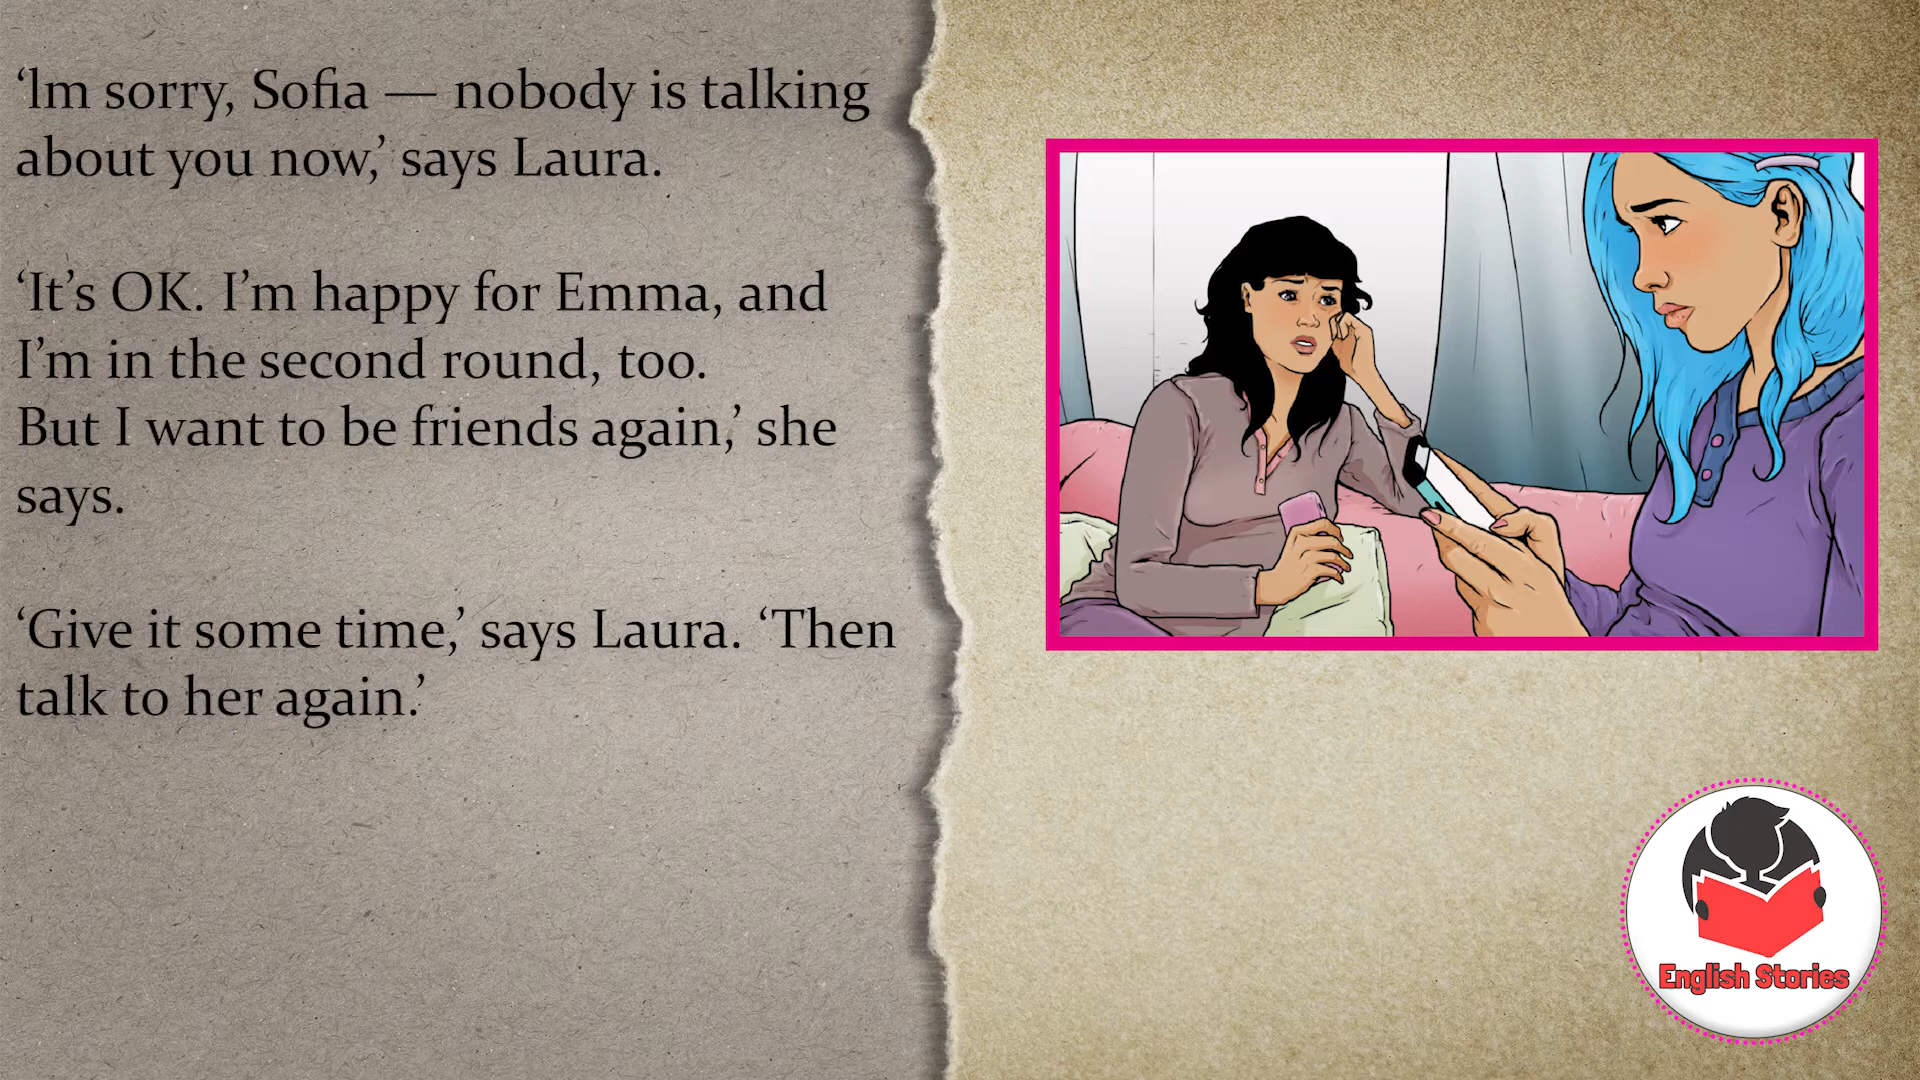 ‘lm sorry, Sofia — nobody is talking
about you now,’ says Laura.
‘It’s OK. I’m happy for Emma, and
I’m in the second round, too.
But I want to be friends again,’ she
says.
‘Give it some time,’ says Laura. ‘Then
talk to her again.’
English Stories